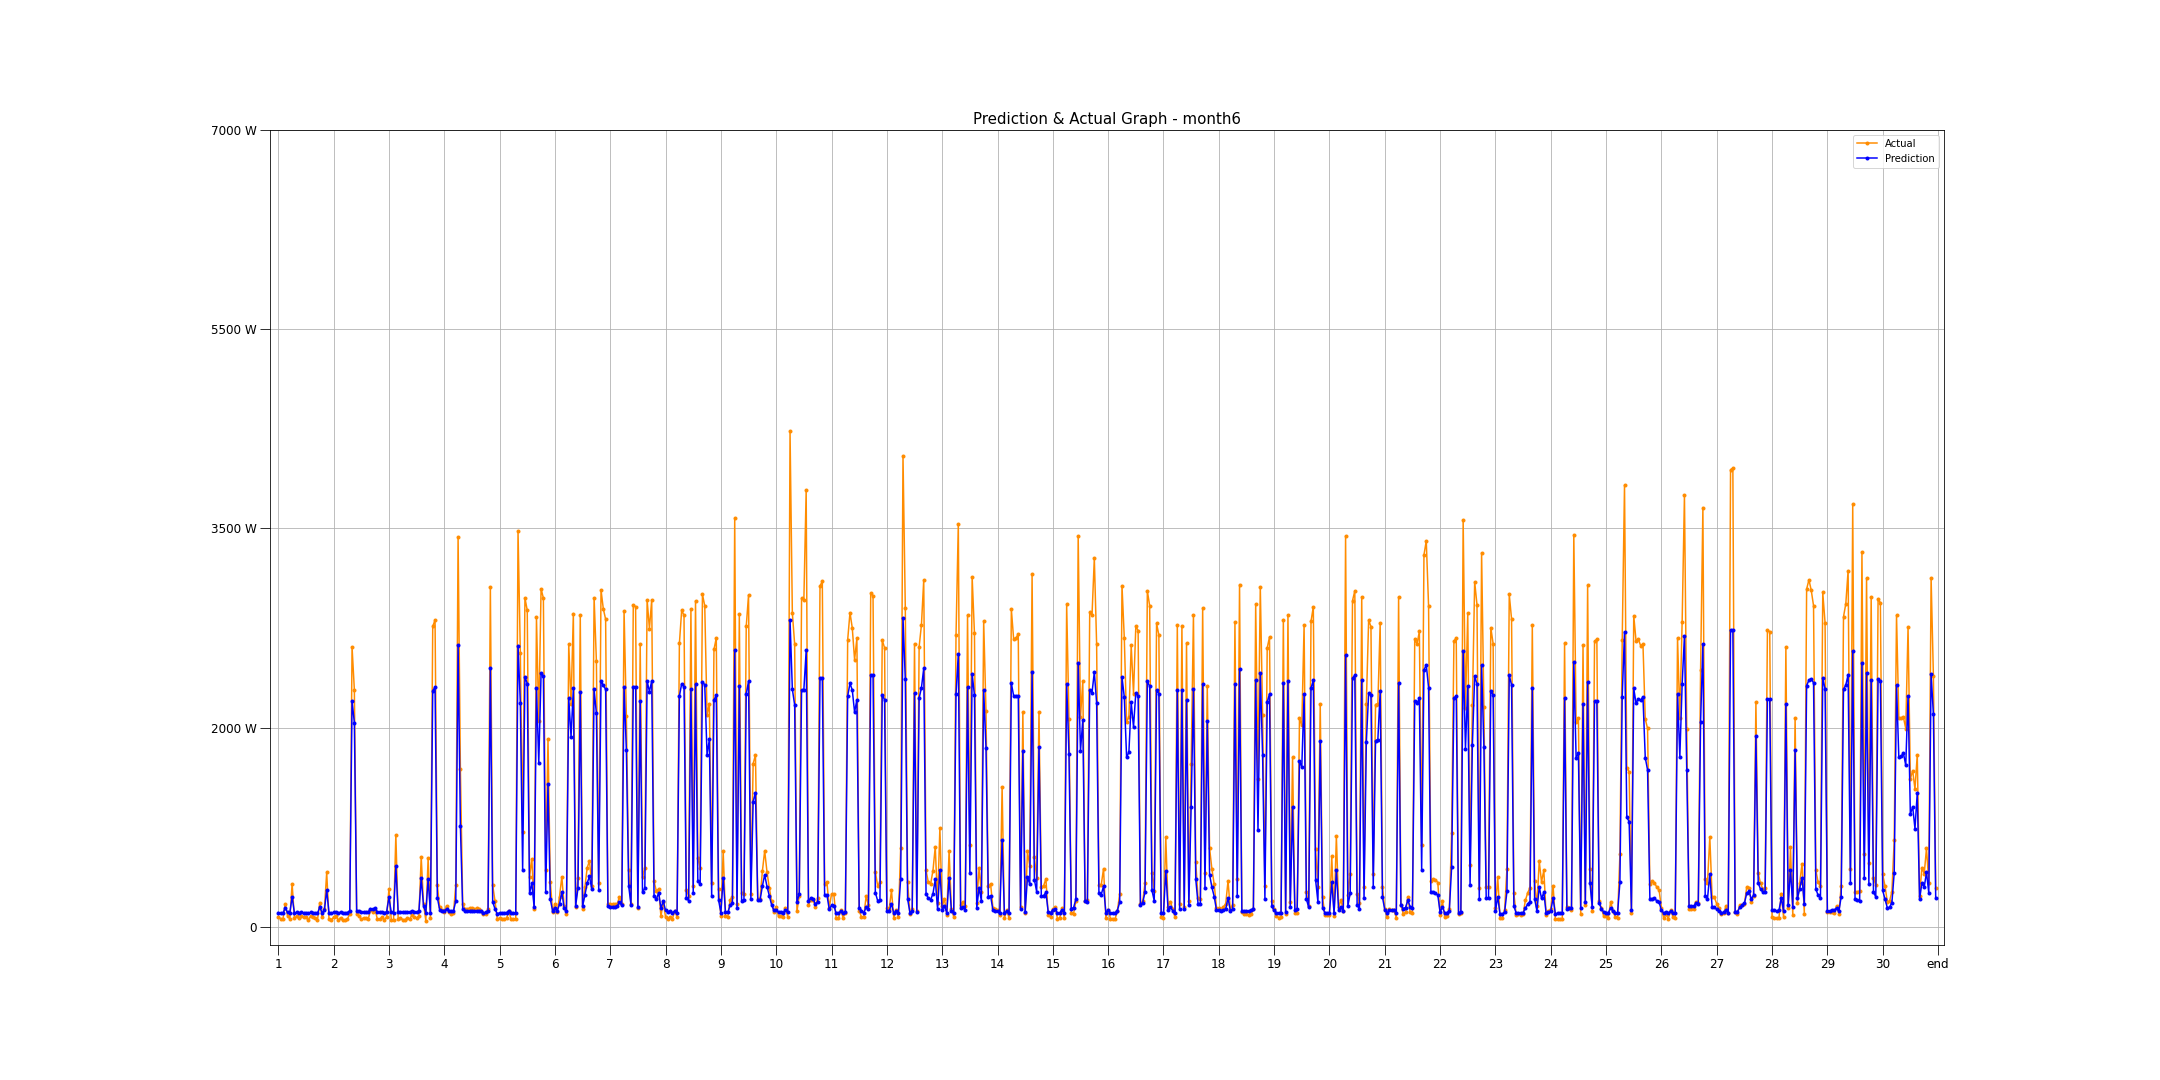 Prediction & Actual Graph - month6
7000 W
5500 W
3500 W
2000 W
0
Actual
Prediction
1 2 3 4 5 6 7 8 9 10 11 12 13 14 15 16 17 18 19 20 21 22 23 24 25 26 27 28 29 30 end